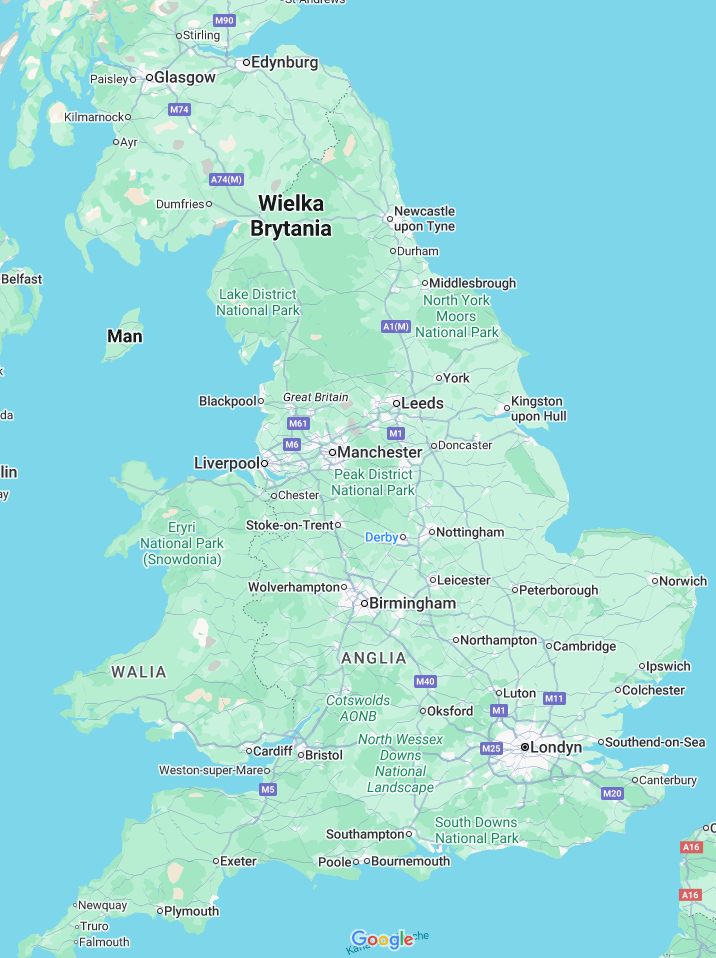 St Andrews
M90
Stirling
Edynburg
Paisley
Glasgow
M74
Kilmarnock
Ayr
A74(M)
Dumfries
Wielka
Brytania
Newcastle
upon Tyne
Durham
Belfast
Middlesbrough
Lake District
National Park
North York
Moors
National Park
A1(M)
Man
York
Great Britain
Blackpool
Leeds
Kingston
upon Hull
M61
M1
M6
Doncaster
Manchester
Liverpool
Peak District
National Park
Chester
Stoke-on-Trent
Eryri
National Park
(Snowdonia)
Derby
Nottingham
Wolverhampton
Leicester
Norwich
Peterborough
Birmingham
Northampton
Cambridge
ANGLIA
WALIA
Ipswich
M40
Colchester
Luton
M11
Cotswolds
AONB
Oksford
M1
North Wessex
Downs
National
Landscape
M25
Londyn
Southend-on-Sea
Cardiff
Bristol
Weston-super-Mare
M5
Canterbury
M20
South Downs
National Park
Southampton
A16
Exeter
Poole
Bournemouth
A16
Newquay
Plymouth
Truro
Falmouth
Google